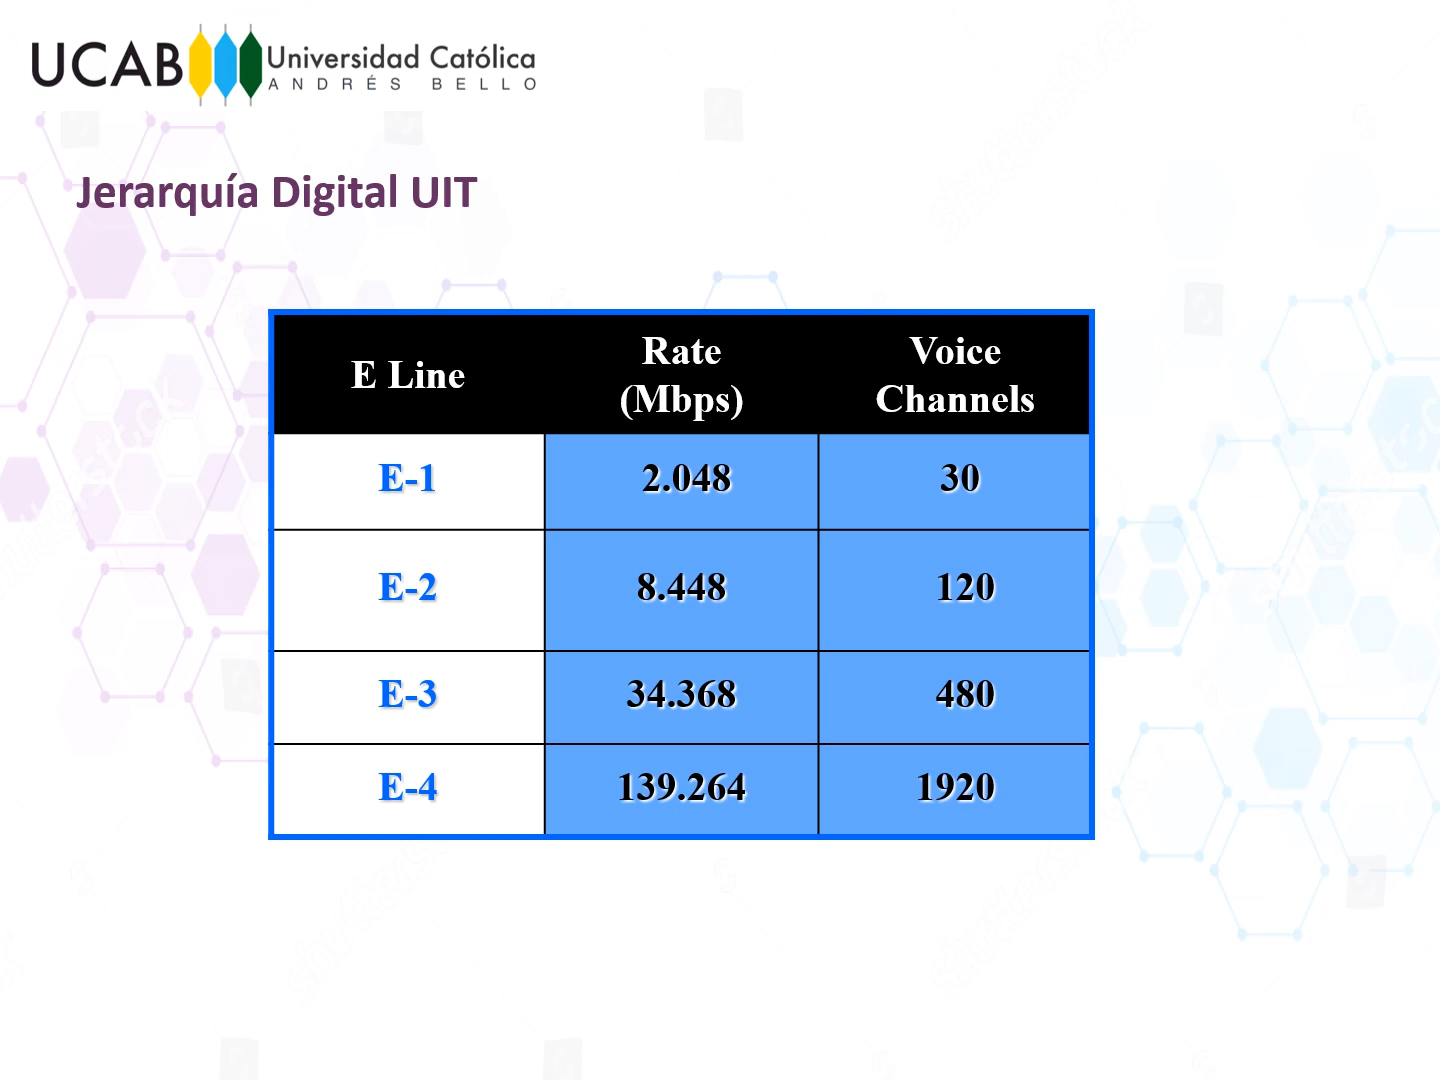 UCAB Universidad Católica
ANDRÉS BELLO
Jerarquía Digital UIT
E Line Rate (Mbps) Voice Channels
E-1 2.048 30
E-2 8.448 120
E-3 34.368 480
E-4 139.264 1920